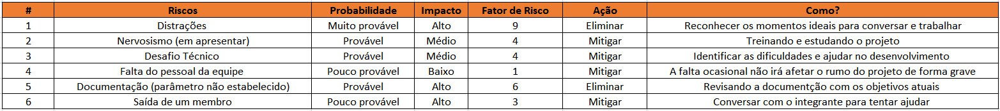 # Riscos Probabilidade Impacto Fator de Risco Ação Como?
1 Distrações Muito provável Alto 9 Eliminar Reconhecer os momentos ideais para conversar e trabalhar
2 Nervosismo (em apresentar) Provável Médio 4 Mitigar Treinando e estudando o projeto
3 Desafio Técnico Provável Médio 4 Mitigar Identificar as dificuldades e ajudar no desenvolvimento
4 Falta do pessoal da equipe Pouco provável Baixo 1 Mitigar A falta ocasional não irá afetar o rumo do projeto de forma grave
5 Documentação (parâmetro não estabelecido) Provável Alto 6 Eliminar Revisando a documentção com os objetivos atuais
6 Saída de um membro Pouco provável Alto 3 Mitigar Conversar com o integrante para tentar ajudar